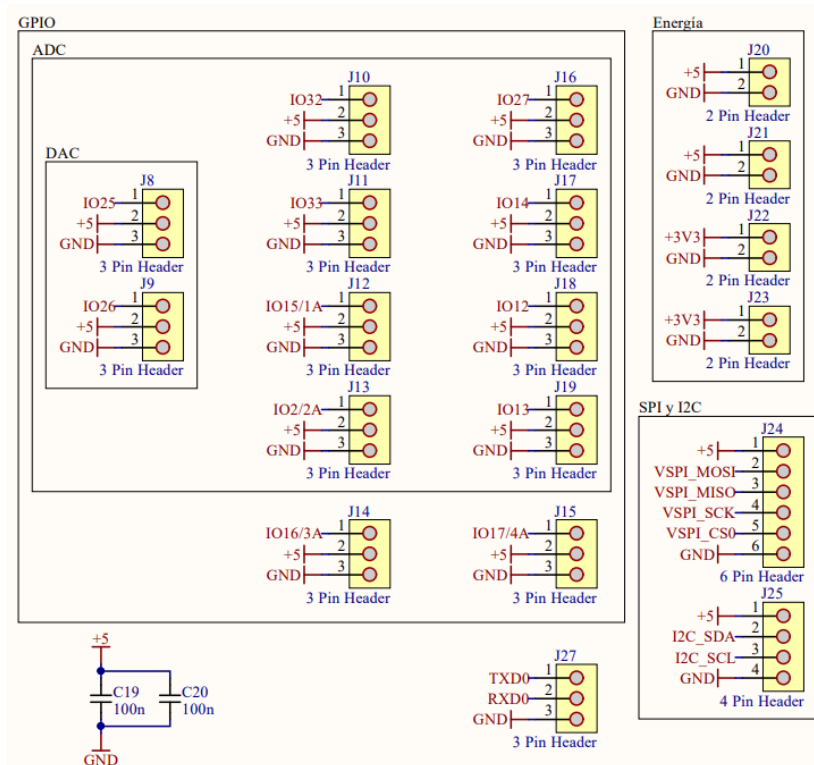 GPIO
ADC
DAC
J8
IO25 1
+5 2
GND 3
3 Pin Header
J9
IO26 1
+5 2
GND 3
3 Pin Header
J10
IO32 1
+5 2
GND 3
3 Pin Header
J11
IO33 1
+5 2
GND 3
3 Pin Header
J12
IO15/1A 1
+5 2
GND 3
3 Pin Header
J13
IO2/2A 1
+5 2
GND 3
3 Pin Header
J16
IO27 1
+5 2
GND 3
3 Pin Header
J17
IO14 1
+5 2
GND 3
3 Pin Header
J18
IO12 1
+5 2
GND 3
3 Pin Header
J19
IO13 1
+5 2
GND 3
3 Pin Header
J14
IO16/3A 1
+5 2
GND 3
3 Pin Header
J15
IO17/4A 1
+5 2
GND 3
3 Pin Header
Energía
J20
+5 1
GND 2
2 Pin Header
J21
+5 1
GND 2
2 Pin Header
J22
+3V3 1
GND 2
2 Pin Header
J23
+3V3 1
GND 2
2 Pin Header
SPI y I2C
J24
+5 1
VSPI_MOSI 2
VSPI_MISO 3
VSPI_SCK 4
VSPI_CS0 5
GND 6
6 Pin Header
J25
+5 1
I2C_SDA 2
I2C_SCL 3
GND 4
4 Pin Header
+5
C19
100n
C20
100n
GND
J27
TXD0 1
RXD0 2
GND 3
3 Pin Header